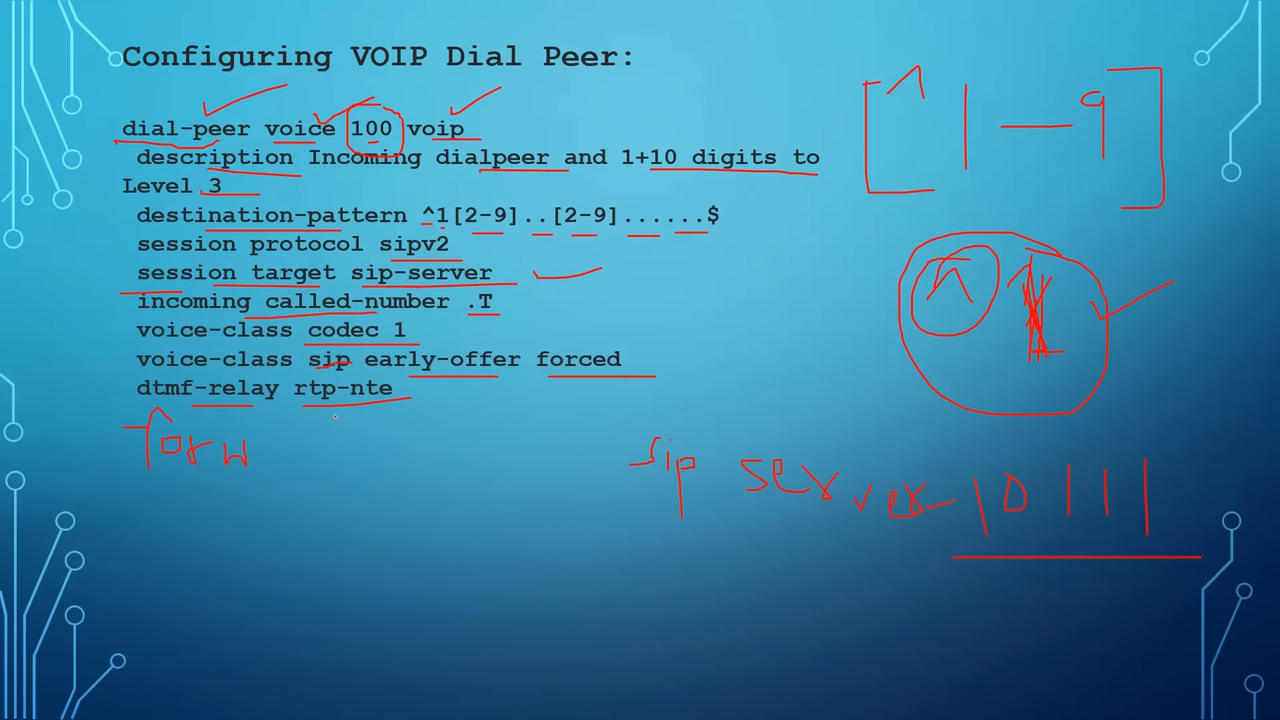 Configuring VOIP Dial Peer:
dial-peer voice 100 voip
description Incoming dialpeer and 1+10 digits to
Level 3
destination-pattern ^1[2-9]..[2-9]......$
session protocol sipv2
session target sip-server
incoming called-number .T
voice-class codec 1
voice-class sip early-offer forced
dtmf-relay rtp-nte
[^1-9]
^
sip server 10 1 1 1